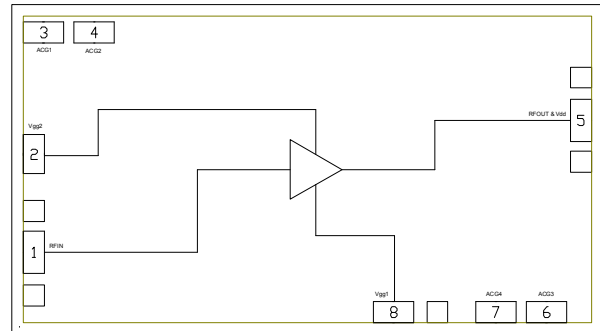 3 4
ACG1 ACG2
RFOUT & Vdd 5
Vgg2
2
1 RFIN
Vgg1 ACG4 ACG3
8 7 6